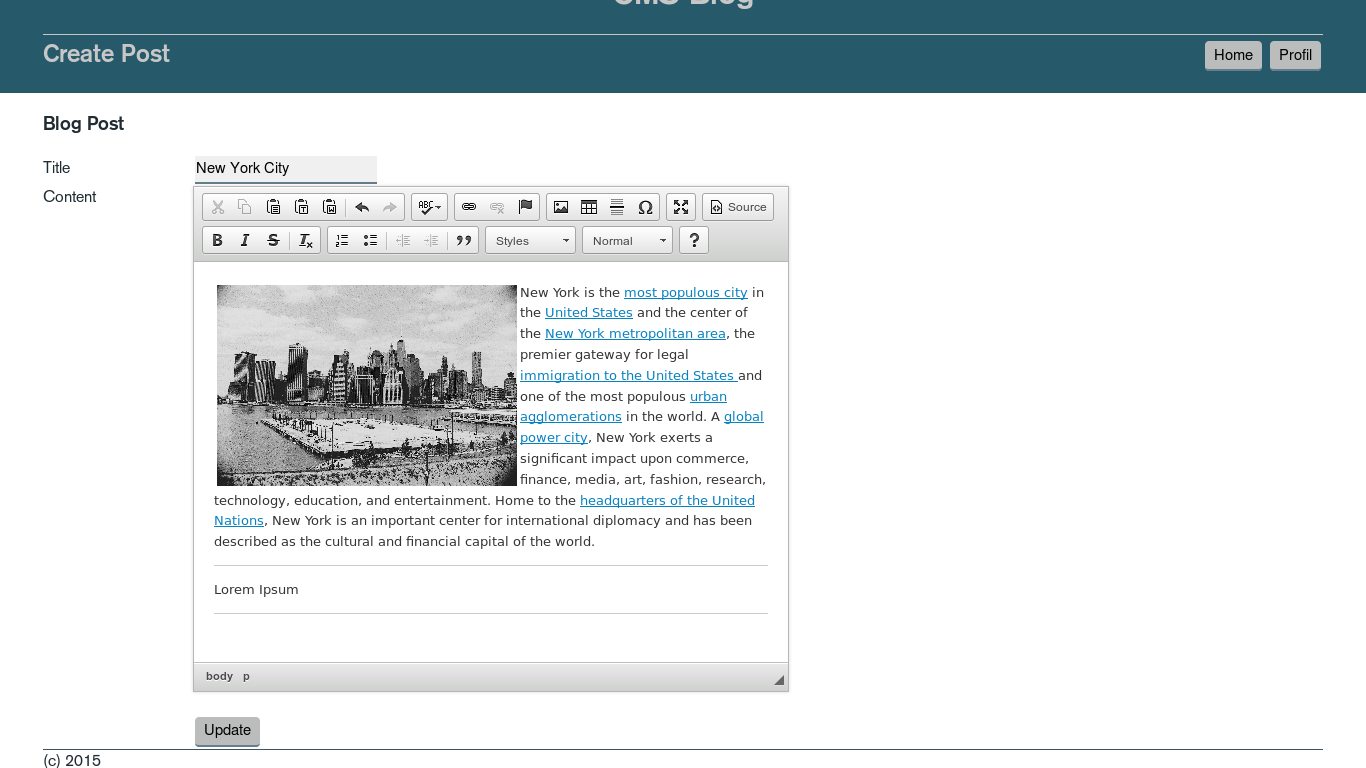 CMS Blog
Create Post
Home Profil
Blog Post
Title New York City
Content
ABC
Source
B I S Tx
Styles Normal ?
New York is the most populous city in
the United States and the center of
the New York metropolitan area, the
premier gateway for legal
immigration to the United States and
one of the most populous urban
agglomerations in the world. A global
power city, New York exerts a
significant impact upon commerce,
finance, media, art, fashion, research,
technology, education, and entertainment. Home to the headquarters of the United
Nations, New York is an important center for international diplomacy and has been
described as the cultural and financial capital of the world.
Lorem Ipsum
body p
Update
(c) 2015